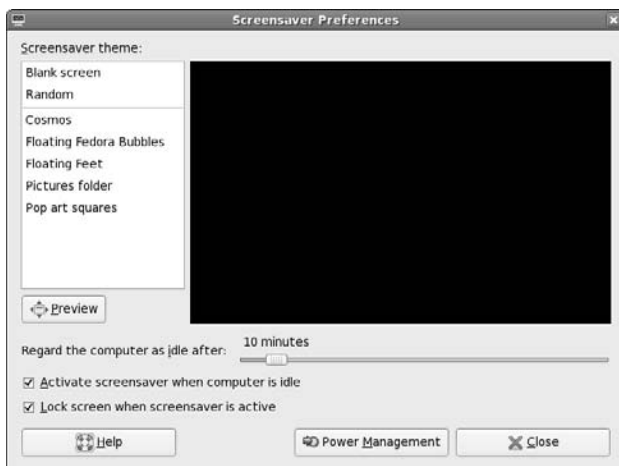 Screensaver Preferences
Screensaver theme:
Blank screen
Random
Cosmos
Floating Fedora Bubbles
Floating Feet
Pictures folder
Pop art squares
Preview
Regard the computer as idle after:
10 minutes
Activate screensaver when computer is idle
Lock screen when screensaver is active
Help
Power Management
Close